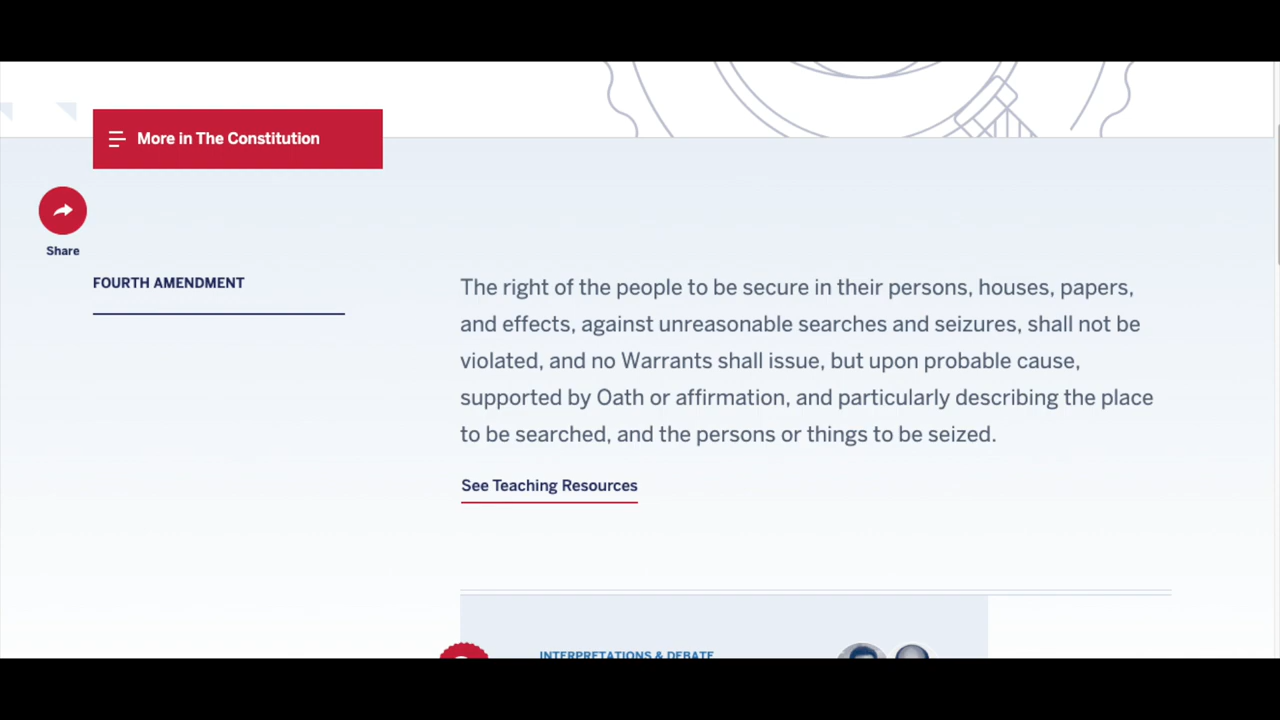 More in The Constitution
Share
FOURTH AMENDMENT
The right of the people to be secure in their persons, houses, papers,
and effects, against unreasonable searches and seizures, shall not be
violated, and no Warrants shall issue, but upon probable cause,
supported by Oath or affirmation, and particularly describing the place
to be searched, and the persons or things to be seized.
See Teaching Resources
INTERPRETATIONS & DEBATE